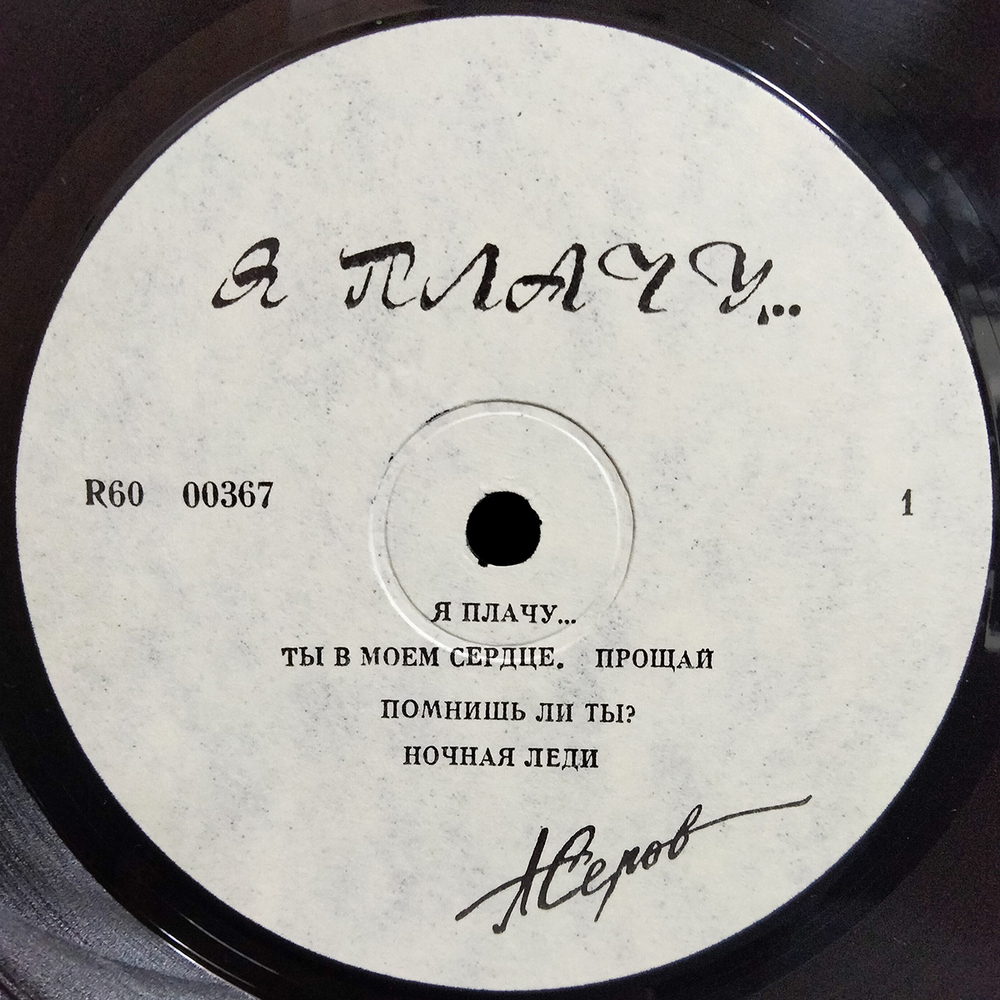 Я ПЛАЧУ...
R60 00367
1
Я ПЛАЧУ...
ТЫ В МОЕМ СЕРДЦЕ. ПРОЩАЙ
ПОМНИШЬ ЛИ ТЫ?
НОЧНАЯ ЛЕДИ
АСеров